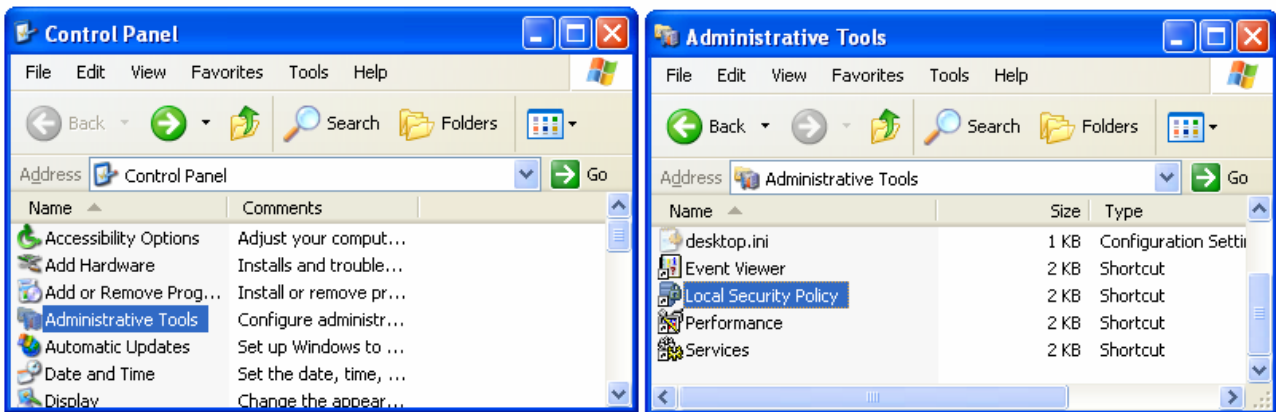 Control Panel
File Edit View Favorites Tools Help
Back Search Folders
Address Control Panel Go
Name Comments
Accessibility Options Adjust your comput...
Add Hardware Installs and trouble...
Add or Remove Prog... Install or remove pr...
Administrative Tools Configure administr...
Automatic Updates Set up Windows to ...
Date and Time Set the date, time, ...
Display Change the appear...
Administrative Tools
File Edit View Favorites Tools Help
Back Search Folders
Address Administrative Tools Go
Name Size Type
desktop.ini 1 KB Configuration Setti
Event Viewer 2 KB Shortcut
Local Security Policy 2 KB Shortcut
Performance 2 KB Shortcut
Services 2 KB Shortcut